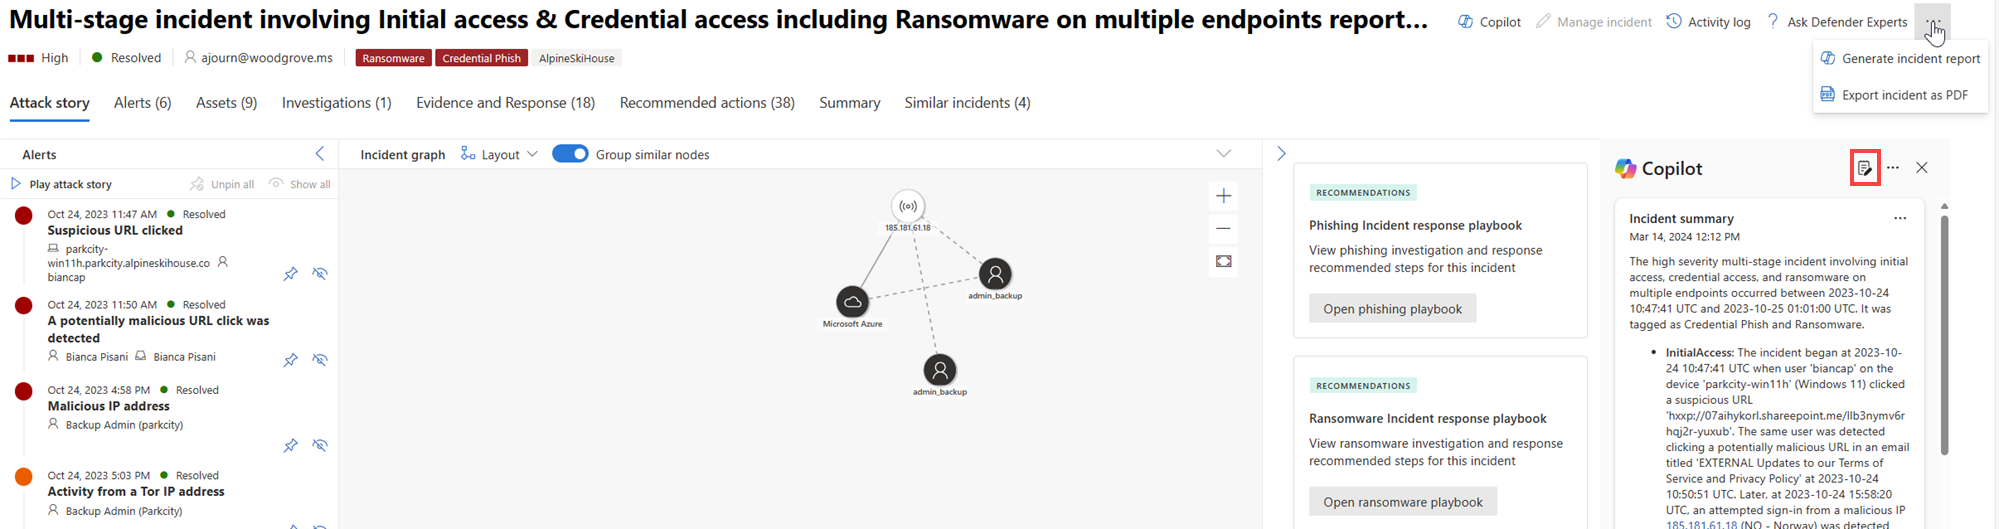 Multi-stage incident involving Initial access & Credential access including Ransomware on multiple endpoints report...
Copilot
Manage incident
Activity log
Ask Defender Experts
High
Resolved
ajourn@woodgrove.ms
Ransomware
Credential Phish
AlpineSkiHouse
Generate incident report
Export incident as PDF
Attack story
Alerts (6)
Assets (9)
Investigations (1)
Evidence and Response (18)
Recommended actions (38)
Summary
Similar incidents (4)
Alerts
Play attack story
Unpin all
Show all
Oct 24, 2023 11:47 AM Resolved
Suspicious URL clicked
parkcity-
win11h.parkcity.alpineskihouse.co
biancap
Oct 24, 2023 11:50 AM Resolved
A potentially malicious URL click was
detected
Bianca Pisani Bianca Pisani
Oct 24, 2023 4:58 PM Resolved
Malicious IP address
Backup Admin (parkcity)
Oct 24, 2023 5:03 PM Resolved
Activity from a Tor IP address
Backup Admin (Parkcity)
Incident graph
Layout
Group similar nodes
185.181.61.18
admin_backup
Microsoft Azure
admin_backup
RECOMMENDATIONS
Phishing Incident response playbook
View phishing investigation and response
recommended steps for this incident
Open phishing playbook
RECOMMENDATIONS
Ransomware Incident response playbook
View ransomware investigation and response
recommended steps for this incident
Open ransomware playbook
Copilot
Incident summary
Mar 14, 2024 12:12 PM
The high severity multi-stage incident involving initial
access, credential access, and ransomware on
multiple endpoints occurred between 2023-10-24
10:47:41 UTC and 2023-10-25 01:01:00 UTC. It was
tagged as Credential Phish and Ransomware.
• InitialAccess: The incident began at 2023-10-
24 10:47:41 UTC when user 'biancap' on the
device 'parkcity-win11h' (Windows 11) clicked
a suspicious URL
'hxxp://07aihykorl.shareepoint.me/llb3nymv6r
hqj2r-yuxub'. The same user was detected
clicking a potentially malicious URL in an email
titled 'EXTERNAL Updates to our Terms of
Service and Privacy Policy' at 2023-10-24
10:50:51 UTC. Later, at 2023-10-24 15:58:20
UTC, an attempted sign-in from a malicious IP
185.181.61.18 (NO - Norway) was detected